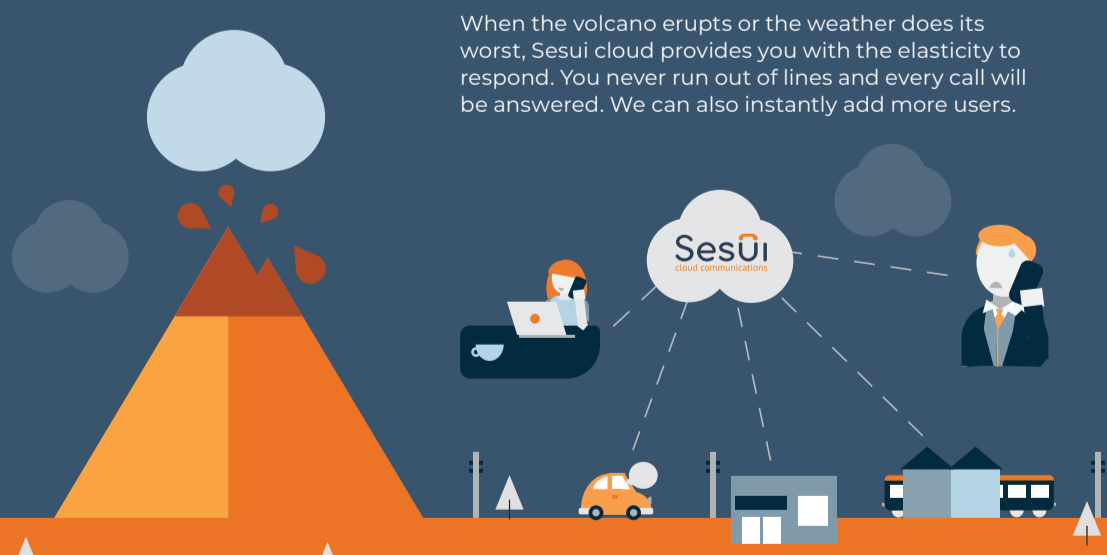 When the volcano erupts or the weather does its
worst, Sesui cloud provides you with the elasticity to
respond. You never run out of lines and every call will
be answered. We can also instantly add more users.
Sesui
cloud communications